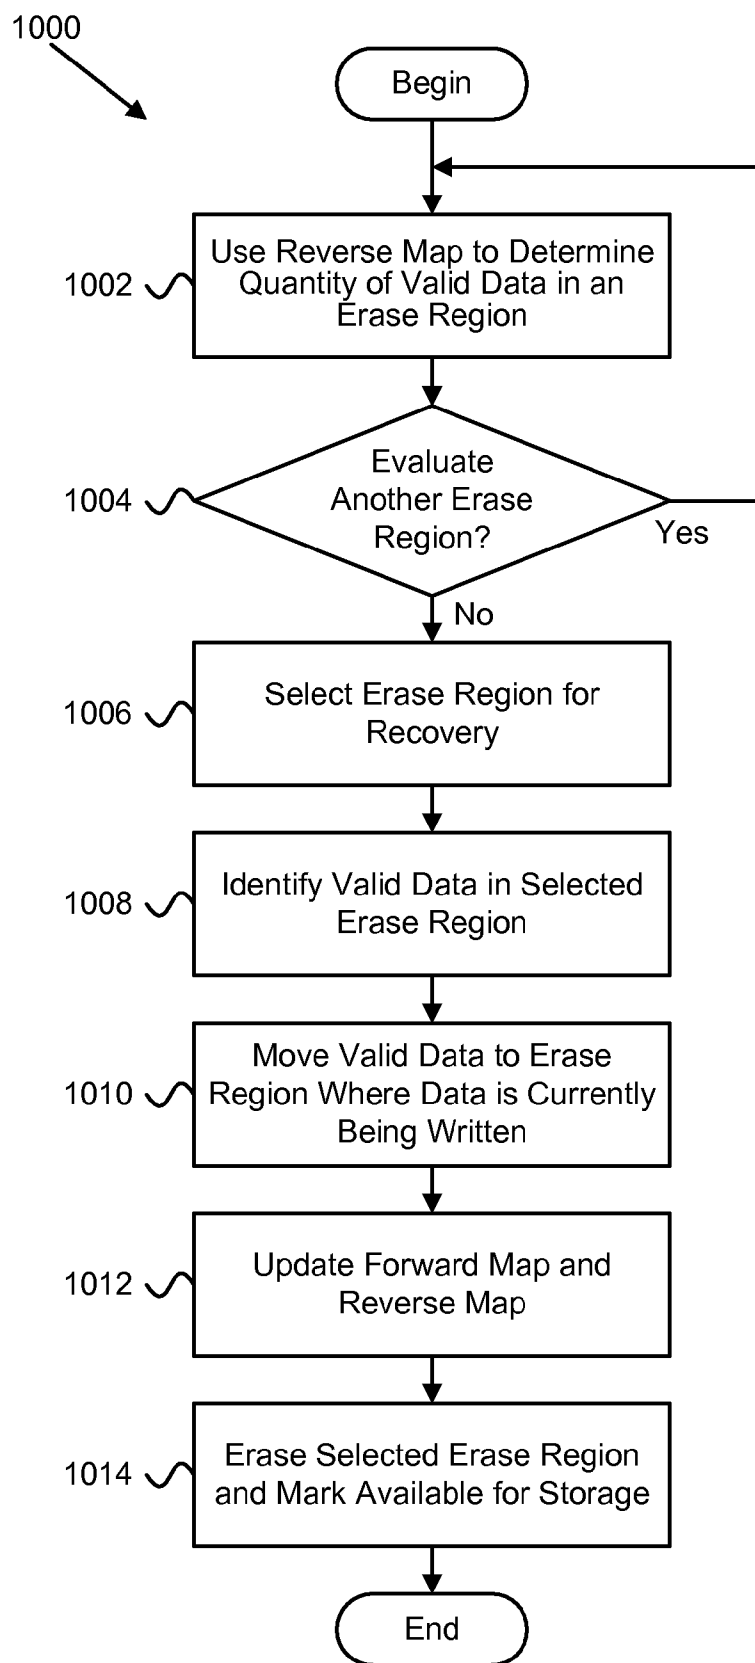 1000
Begin
1002
Use Reverse Map to Determine
Quantity of Valid Data in an
Erase Region
1004
Evaluate
Another Erase
Region?
Yes
No
1006
Select Erase Region for
Recovery
1008
Identify Valid Data in Selected
Erase Region
1010
Move Valid Data to Erase
Region Where Data is Currently
Being Written
1012
Update Forward Map and
Reverse Map
1014
Erase Selected Erase Region
and Mark Available for Storage
End